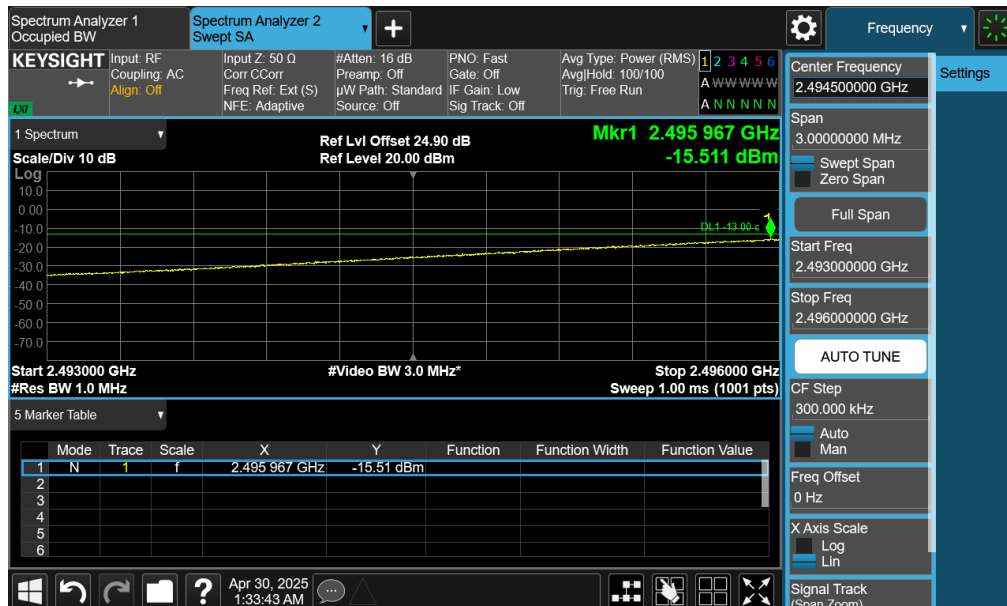 Spectrum Analyzer 1
Occupied BW
Spectrum Analyzer 2
Swept SA
Frequency
KEYSIGHT
LXI
Input: RF
Coupling: AC
Align: Off
Input Z: 50 Ω
Corr CCorr
Freq Ref: Ext (S)
NFE: Adaptive
#Atten: 16 dB
Preamp: Off
µW Path: Standard
Source: Off
PNO: Fast
Gate: Off
IF Gain: Low
Sig Track: Off
Avg Type: Power (RMS)
Avg|Hold: 100/100
Trig: Free Run
1 2 3 4 5 6
A W W W W W
A N N N N N
1 Spectrum
Scale/Div 10 dB
Ref Lvl Offset 24.90 dB
Ref Level 20.00 dBm
Mkr1 2.495 967 GHz
-15.511 dBm
Log
10.0
0.00
-10.0
-20.0
-30.0
-40.0
-50.0
-60.0
-70.0
1
DL1 -13.00
Start 2.493000 GHz
#Video BW 3.0 MHz*
Stop 2.496000 GHz
#Res BW 1.0 MHz
Sweep 1.00 ms (1001 pts)
5 Marker Table
Mode Trace Scale X Y Function Function Width Function Value
1 N 1 f 2.495 967 GHz -15.51 dBm
2
3
4
5
6
Center Frequency
2.494500000 GHz
Settings
Span
3.00000000 MHz
Swept Span
Zero Span
Full Span
Start Freq
2.493000000 GHz
Stop Freq
2.496000000 GHz
AUTO TUNE
CF Step
300.000 kHz
Auto
Man
Freq Offset
0 Hz
X Axis Scale
Log
Lin
Signal Track
(Span Zoom)
?
Apr 30, 2025
1:33:43 AM